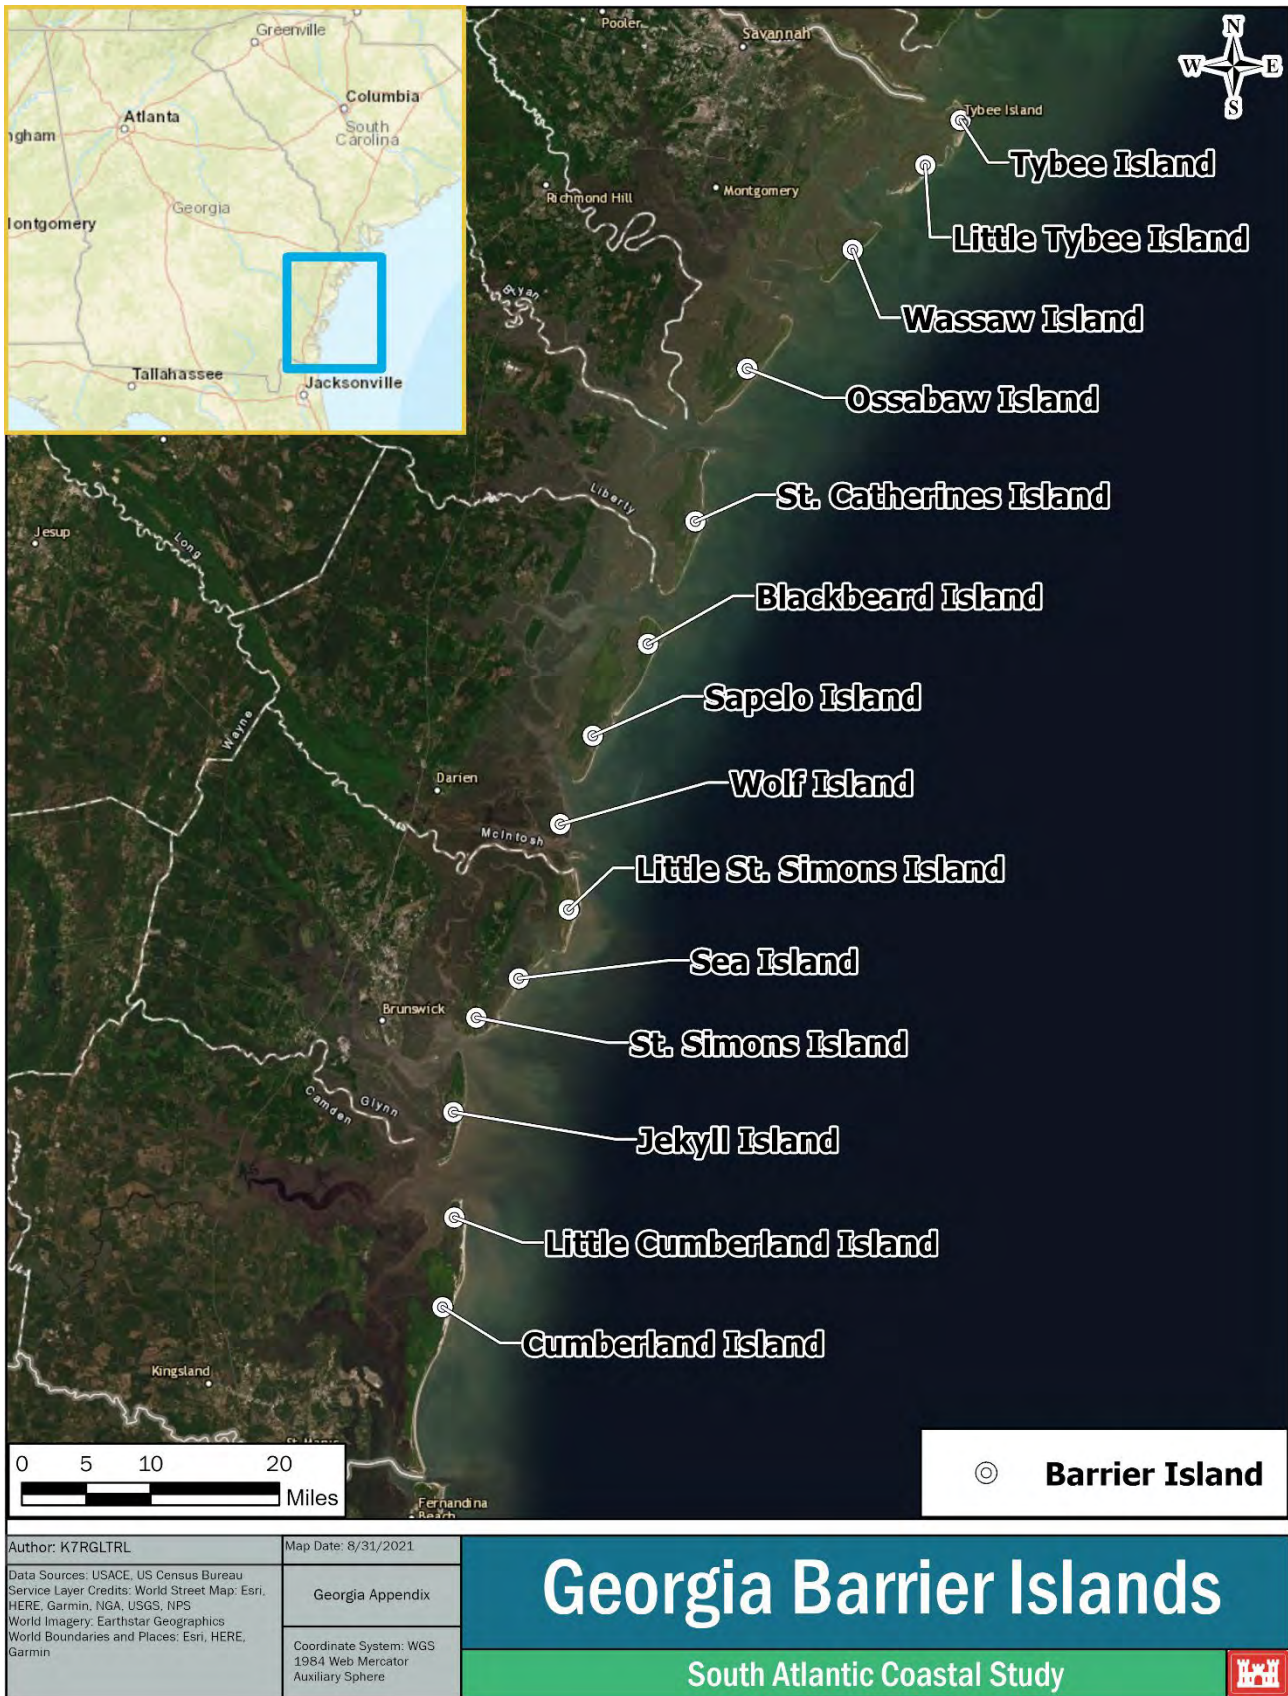 Greenville
Atlanta
Columbia
South
Carolina
ngham
Georgia
Montgomery
Tallahassee
Jacksonville
Pooler
Savannah
N
W E
S
Tybee Island
Tybee Island
Montgomery
Richmond Hill
Little Tybee Island
Bryan
Wassaw Island
Ossabaw Island
Liberty
St. Catherines Island
Jesup
Long
Blackbeard Island
Sapelo Island
Wayne
Darien
Wolf Island
McIntosh
Little St. Simons Island
Sea Island
Brunswick
St. Simons Island
Glynn
Camden
Jekyll Island
Little Cumberland Island
Cumberland Island
Kingsland
St. Marys
0 5 10 20
Miles
Fernandina
Beach
Barrier Island
Author: K7RGLTRL
Map Date: 8/31/2021
Data Sources: USACE, US Census Bureau
Service Layer Credits: World Street Map: Esri,
HERE, Garmin, NGA, USGS, NPS
World Imagery: Earthstar Geographics
World Boundaries and Places: Esri, HERE,
Garmin
Georgia Appendix
Coordinate System: WGS
1984 Web Mercator
Auxiliary Sphere
Georgia Barrier Islands
South Atlantic Coastal Study